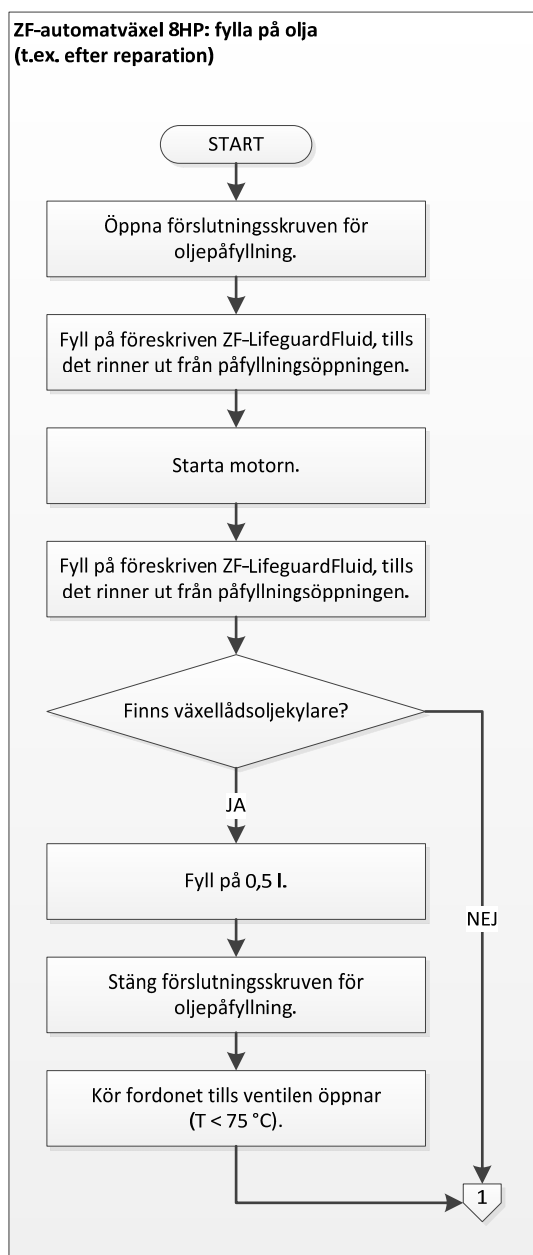 ZF-automatväxel 8HP: fylla på olja
(t.ex. efter reparation)
START
Öppna förslutningsskruven för
oljepåfyllning.
Fyll på föreskriven ZF-LifeguardFluid, tills
det rinner ut från påfyllningsöppningen.
Starta motorn.
Fyll på föreskriven ZF-LifeguardFluid, tills
det rinner ut från påfyllningsöppningen.
Finns växellådsoljekylare?
JA
Fyll på 0,5 l.
NEJ
Stäng förslutningsskruven för
oljepåfyllning.
Kör fordonet tills ventilen öppnar
(T < 75 °C).
1